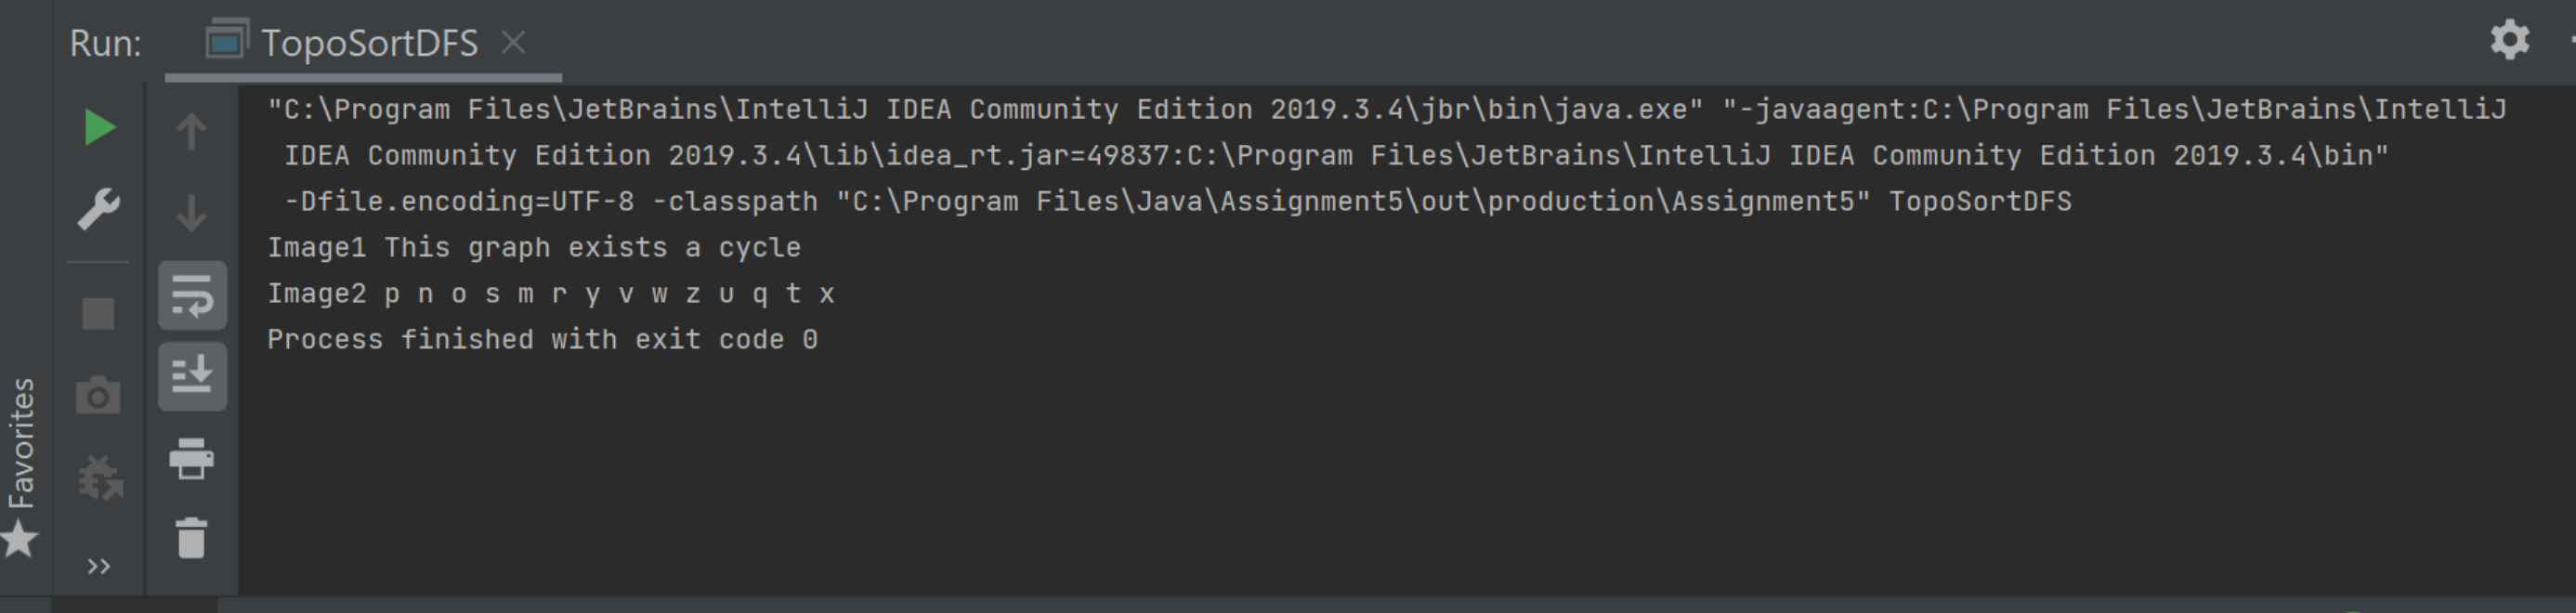 Run: TopoSortDFS
"C:\Program Files\JetBrains\IntelliJ IDEA Community Edition 2019.3.4\jbr\bin\java.exe" "-javaagent:C:\Program Files\JetBrains\IntelliJ
IDEA Community Edition 2019.3.4\lib\idea_rt.jar=49837:C:\Program Files\JetBrains\IntelliJ IDEA Community Edition 2019.3.4\bin"
-Dfile.encoding=UTF-8 -classpath "C:\Program Files\Java\Assignment5\out\production\Assignment5" TopoSortDFS
Image1 This graph exists a cycle
Image2 p n o s m r y v w z u q t x
Process finished with exit code 0
Favorites